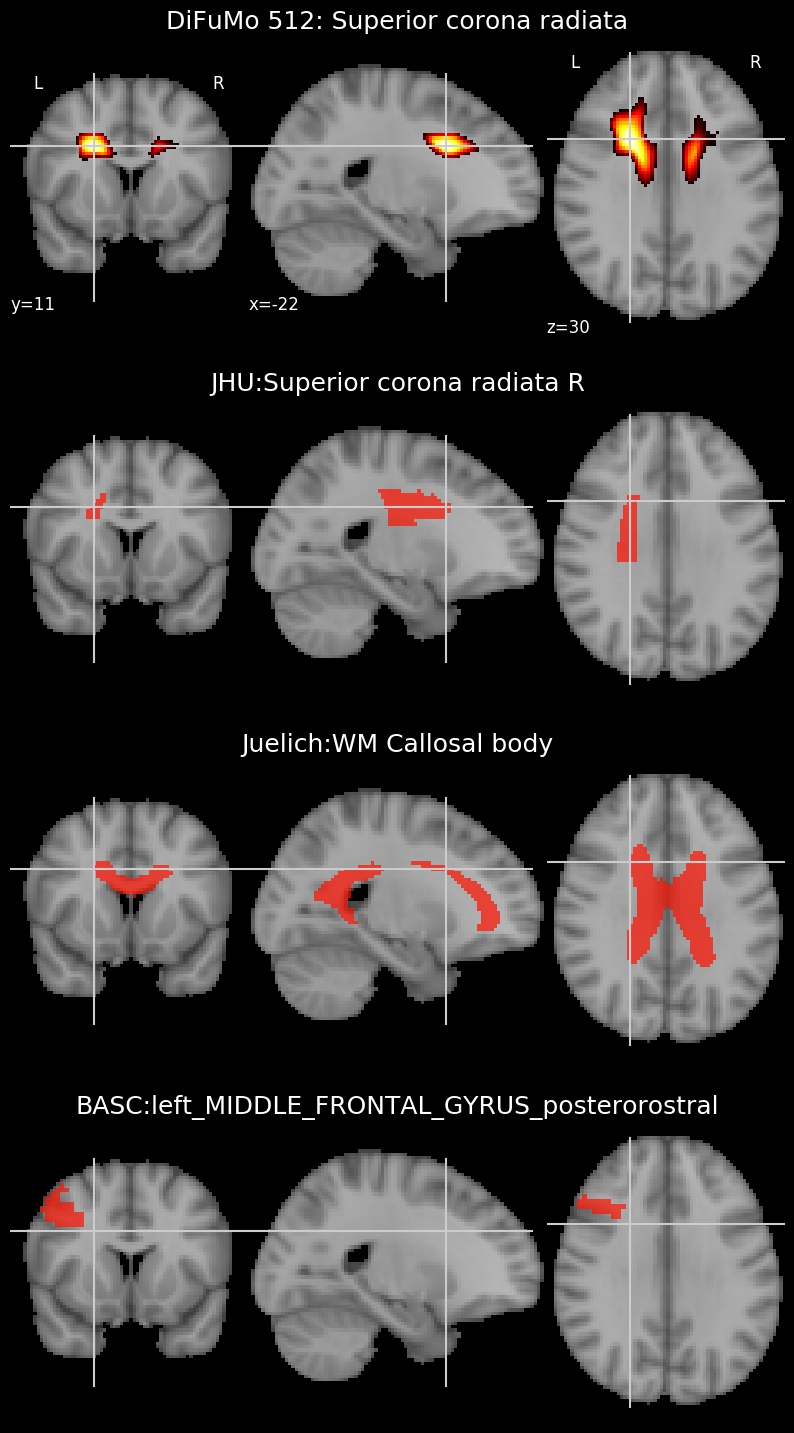 DiFuMo 512: Superior corona radiata
L R L R
y=11 x=-22 z=30
JHU:Superior corona radiata R
Juelich:WM Callosal body
BASC:left_MIDDLE_FRONTAL_GYRUS_posterorostral